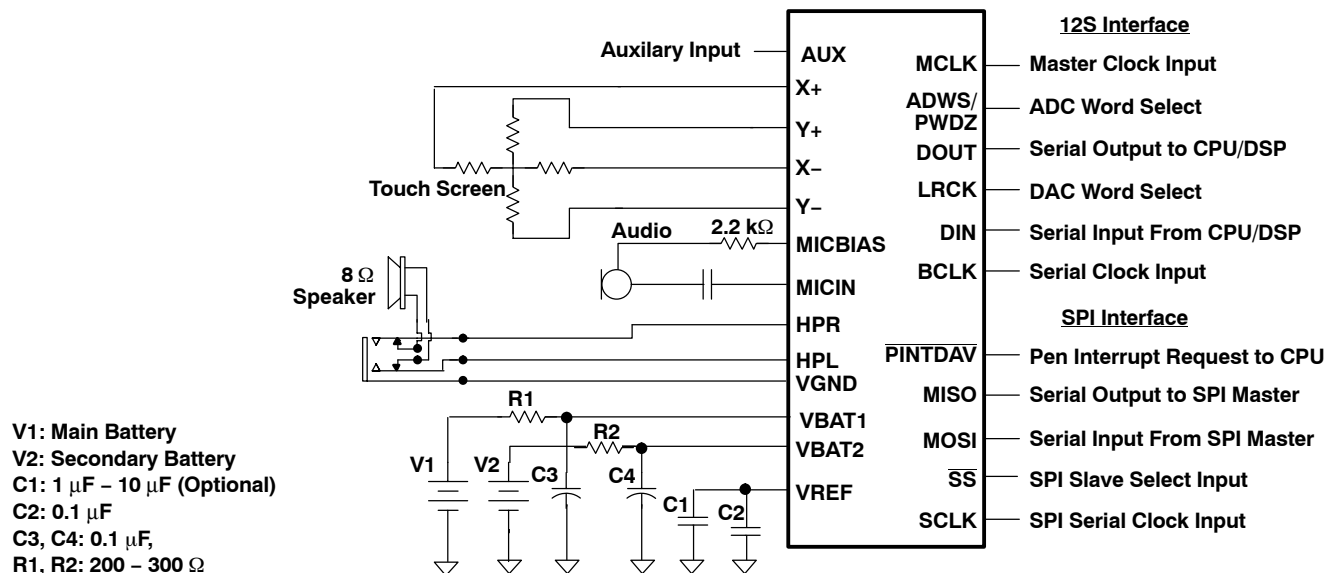 12S Interface
Auxilary Input
AUX
MCLK
Master Clock Input
X+
ADWS/
PWDZ
ADC Word Select
Y+
DOUT
Serial Output to CPU/DSP
X−
Touch Screen
LRCK
DAC Word Select
Y−
Audio
2.2 kΩ
MICBIAS
DIN
Serial Input From CPU/DSP
8 Ω
Speaker
MICIN
BCLK
Serial Clock Input
SPI Interface
HPR
HPL
PINTDAV
Pen Interrupt Request to CPU
VGND
R1
MISO
Serial Output to SPI Master
VBAT1
R2
VBAT2
MOSI
Serial Input From SPI Master
V1
V2
C3
C4
SS
SPI Slave Select Input
C1
C2
VREF
SCLK
SPI Serial Clock Input
V1: Main Battery
V2: Secondary Battery
C1: 1 μF − 10 μF (Optional)
C2: 0.1 μF
C3, C4: 0.1 μF,
R1, R2: 200 − 300 Ω